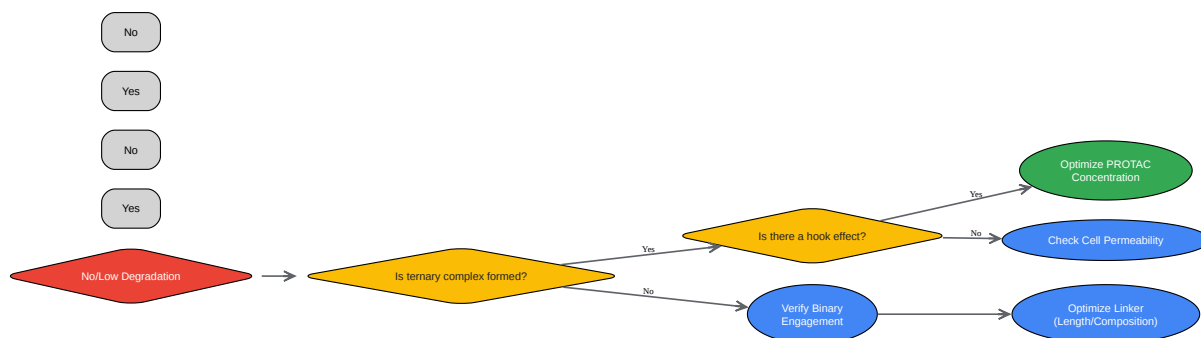 No
Yes
No
Yes
No/Low Degradation
Is ternary complex formed?
Yes
No
Is there a hook effect?
Yes
No
Optimize PROTAC
Concentration
Check Cell Permeability
Verify Binary
Engagement
Optimize Linker
(Length/Composition)